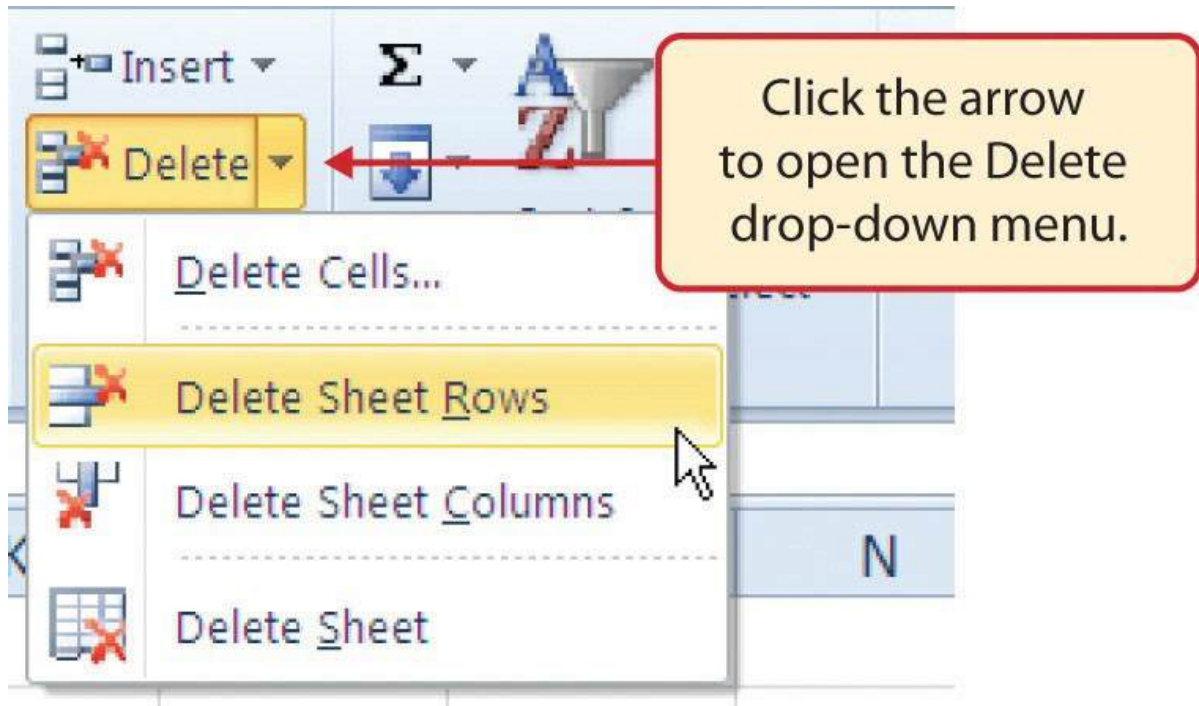 Insert
Σ
A
Z
Delete
Click the arrow
to open the Delete
drop-down menu.
Delete Cells...
Delete Sheet Rows
Delete Sheet Columns
N
Delete Sheet